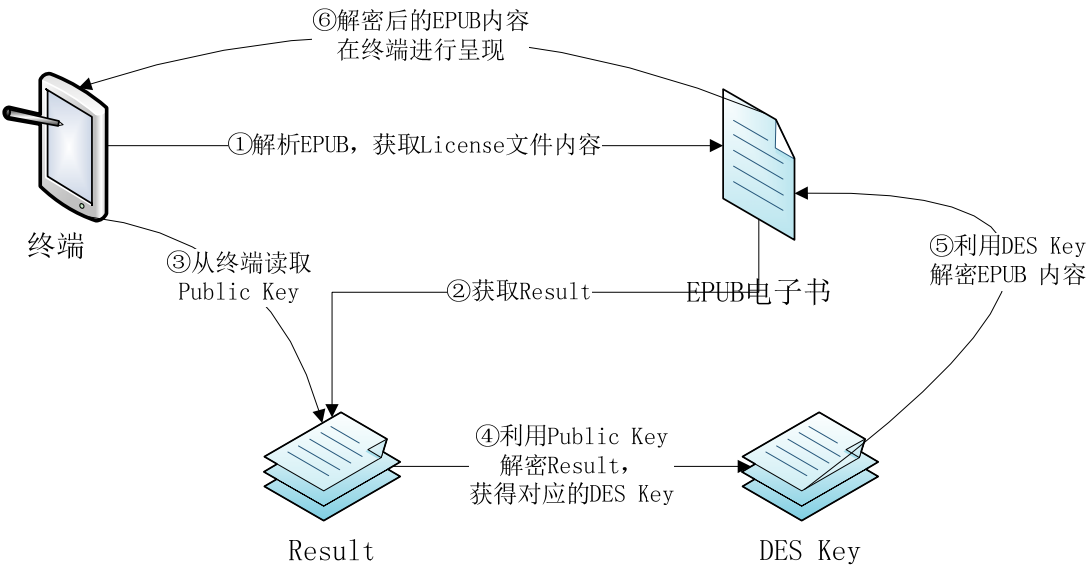 ⑥解密后的EPUB内容
在终端进行呈现
①解析EPUB，获取License文件内容
终端
③从终端读取
Public Key
②获取Result
EPUB电子书
⑤利用DES Key
解密EPUB 内容
④利用Public Key
解密Result，
获得对应的DES Key
Result
DES Key